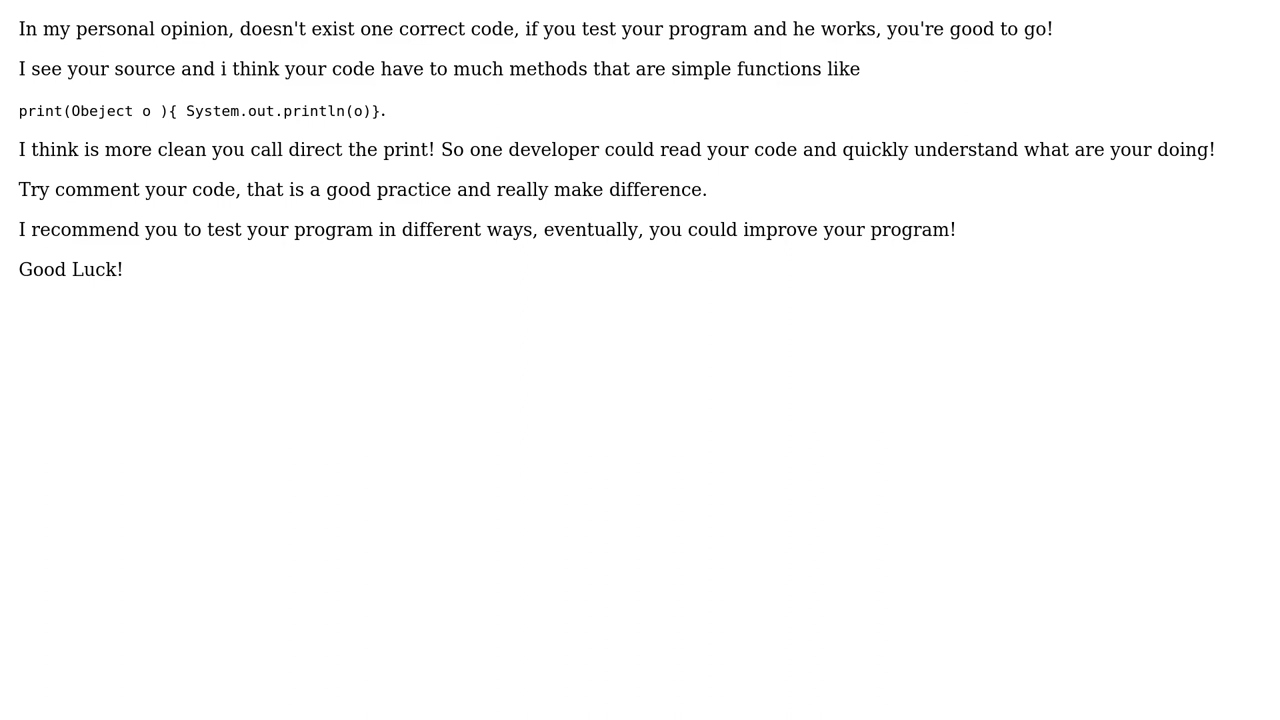 In my personal opinion, doesn't exist one correct code, if you test your program and he works, you're good to go!
I see your source and i think your code have to much methods that are simple functions like
print(Obeject o ){ System.out.println(o)}.
I think is more clean you call direct the print! So one developer could read your code and quickly understand what are your doing!
Try comment your code, that is a good practice and really make difference.
I recommend you to test your program in different ways, eventually, you could improve your program!
Good Luck!